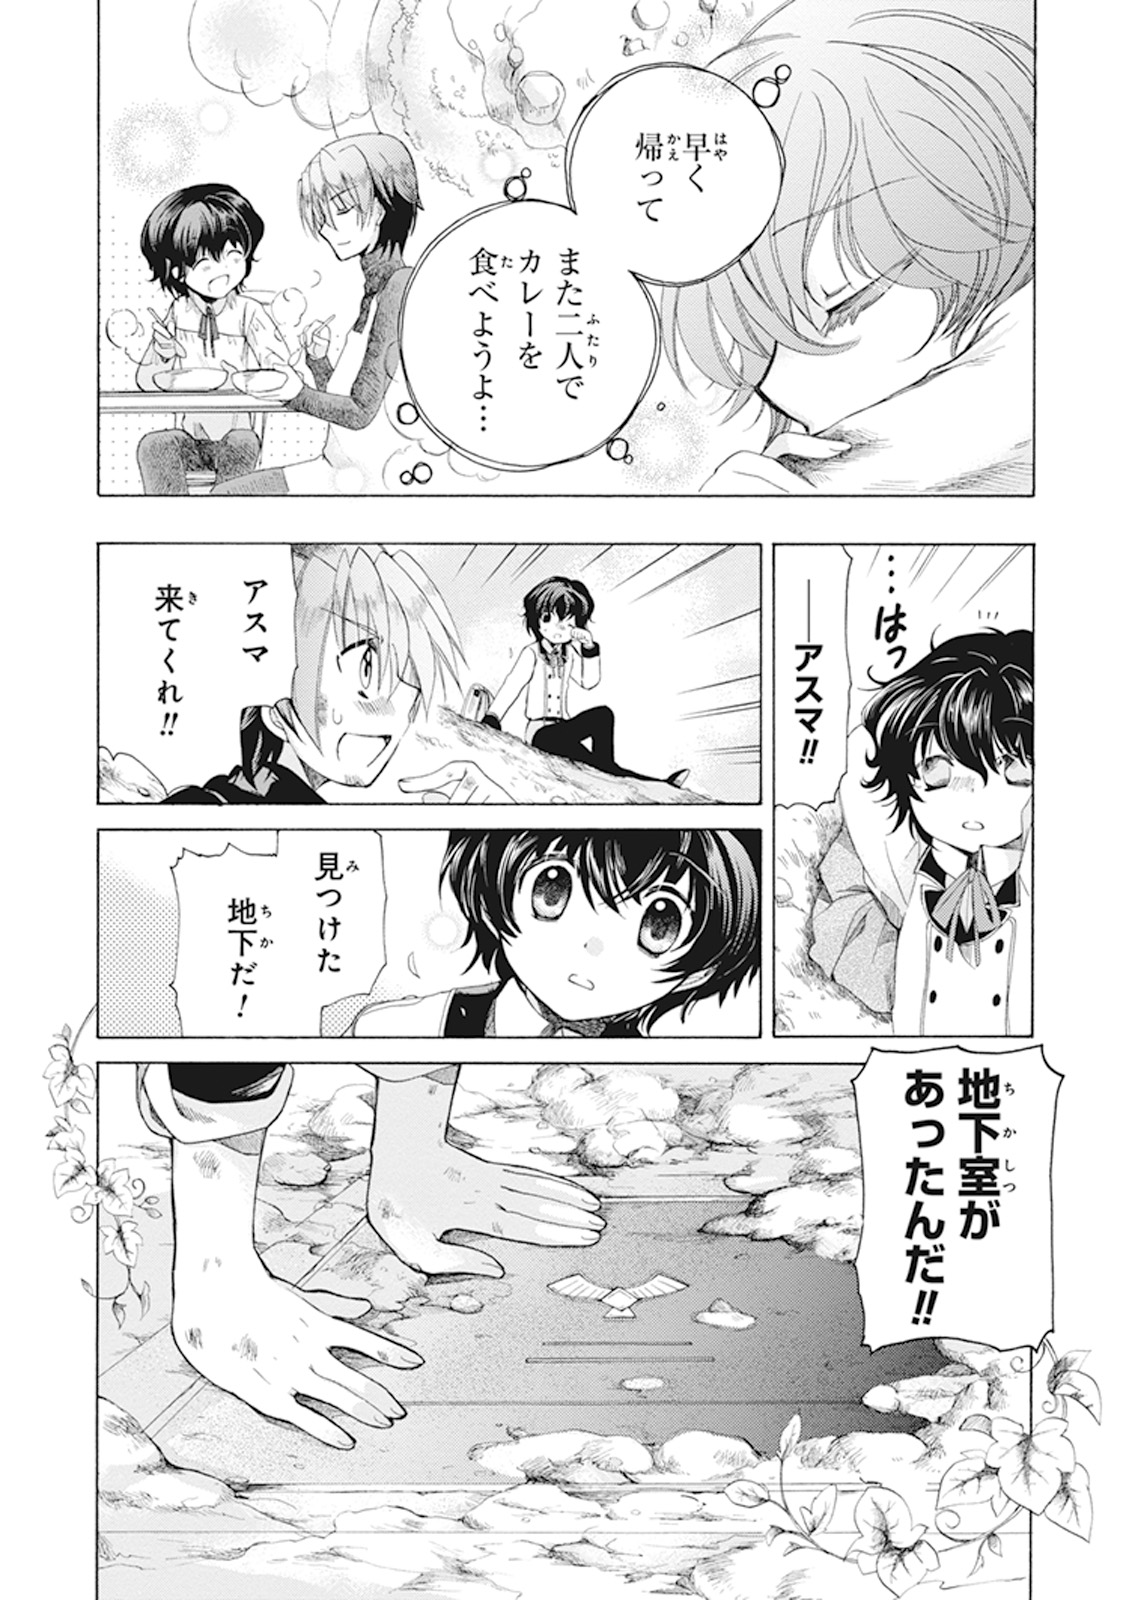 早く
帰って
また二人で
カレーを
食べようよ…
…はっ
──アスマ!!
アスマ
来てくれ!!
見つけた
地下だ!
地下室が
あったんだ!!